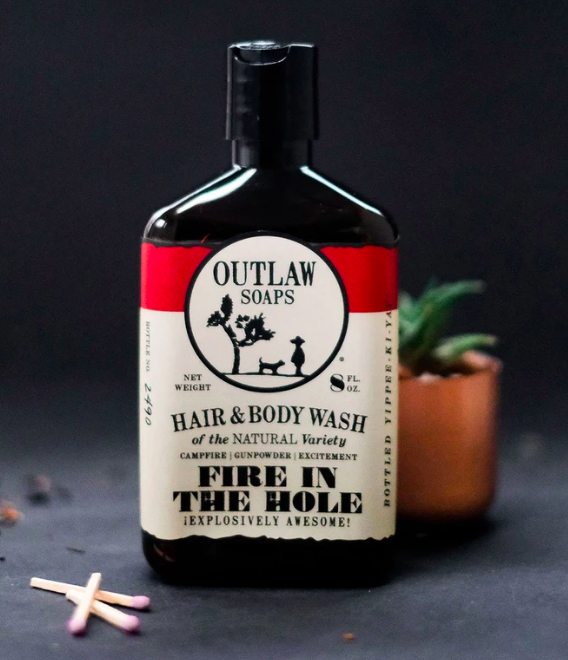 OUTLAW
SOAPS
NET
WEIGHT
8 FL.
OZ.
HAIR & BODY WASH
of the NATURAL Variety
CAMPFIRE | GUNPOWDER | EXCITEMENT
FIRE IN
THE HOLE
¡EXPLOSIVELY AWESOME!
BOTTLE NO. 2490
BOTTLED YIPPEE-KI-YAY